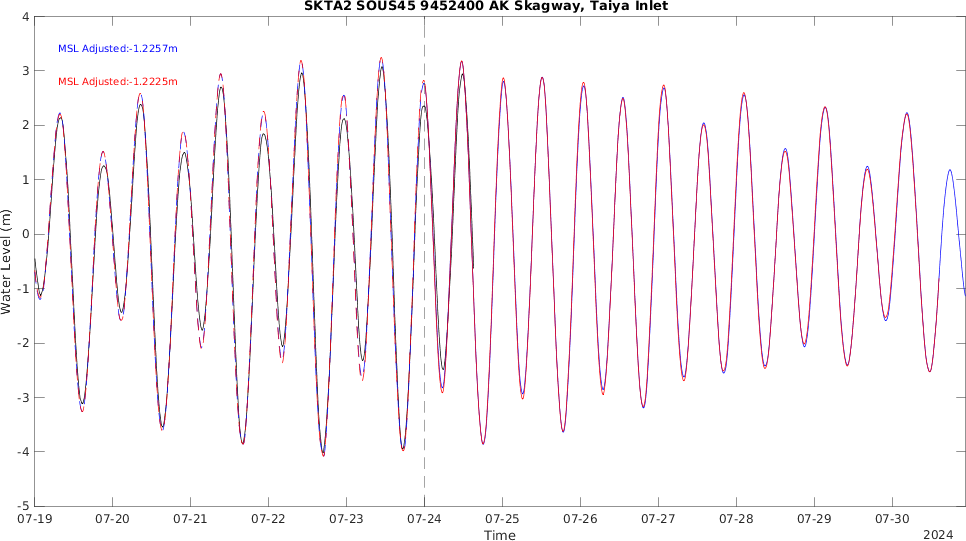 SKTA2 SOUS45 9452400 AK Skagway, Taiya Inlet
MSL Adjusted:-1.2257m
MSL Adjusted:-1.2225m
Water Level (m)
4
3
2
1
0
-1
-2
-3
-4
-5
07-19 07-20 07-21 07-22 07-23 07-24 07-25 07-26 07-27 07-28 07-29 07-30
Time
2024